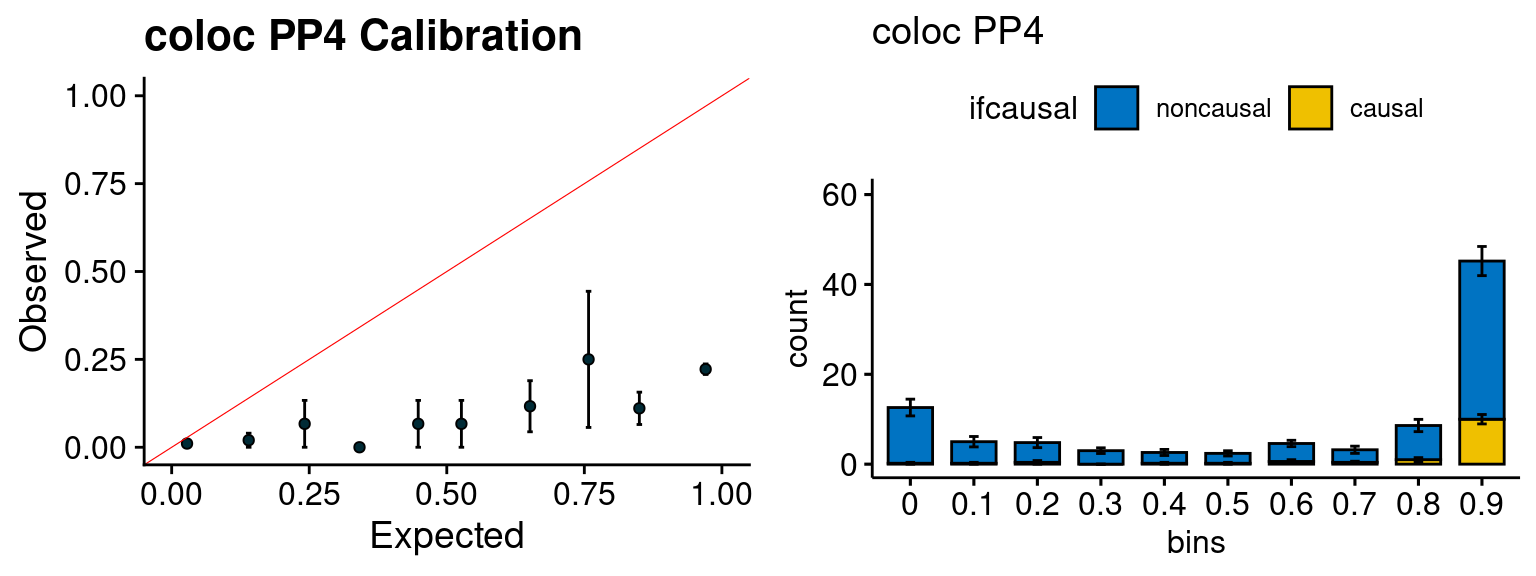 coloc PP4 Calibration
Observed
1.00
0.75
0.50
0.25
0.00
0.00 0.25 0.50 0.75 1.00
Expected
coloc PP4
ifcausal noncausal causal
count
60
40
20
0
0 0.1 0.2 0.3 0.4 0.5 0.6 0.7 0.8 0.9
bins